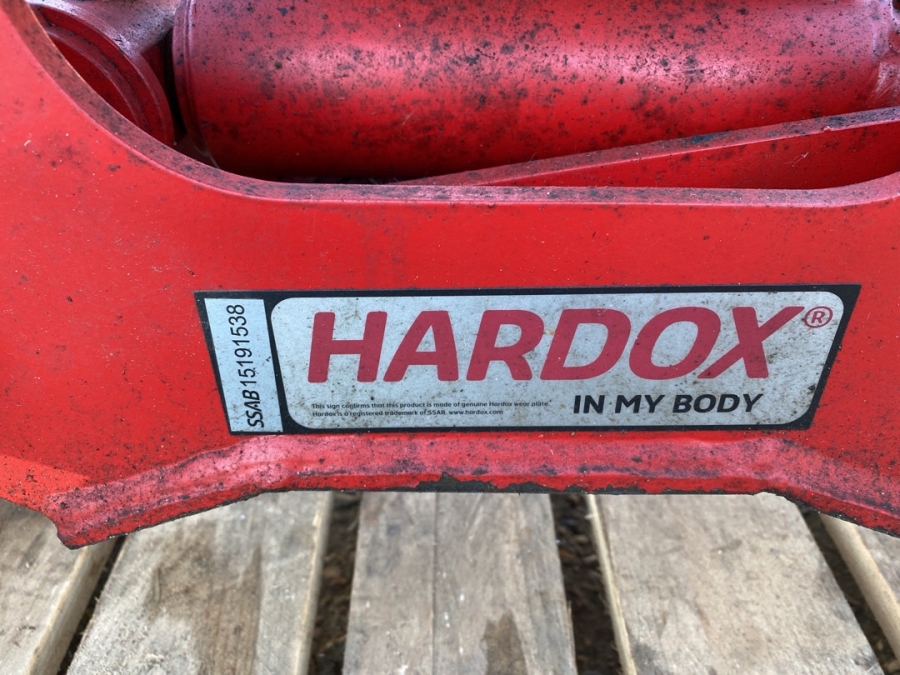 SSAB15191538
HARDOX®
IN MY BODY
This sign confirms that this product is made of genuine Hardox wear plate.
Hardox is a registered trademark of SSAB. www.hardox.com